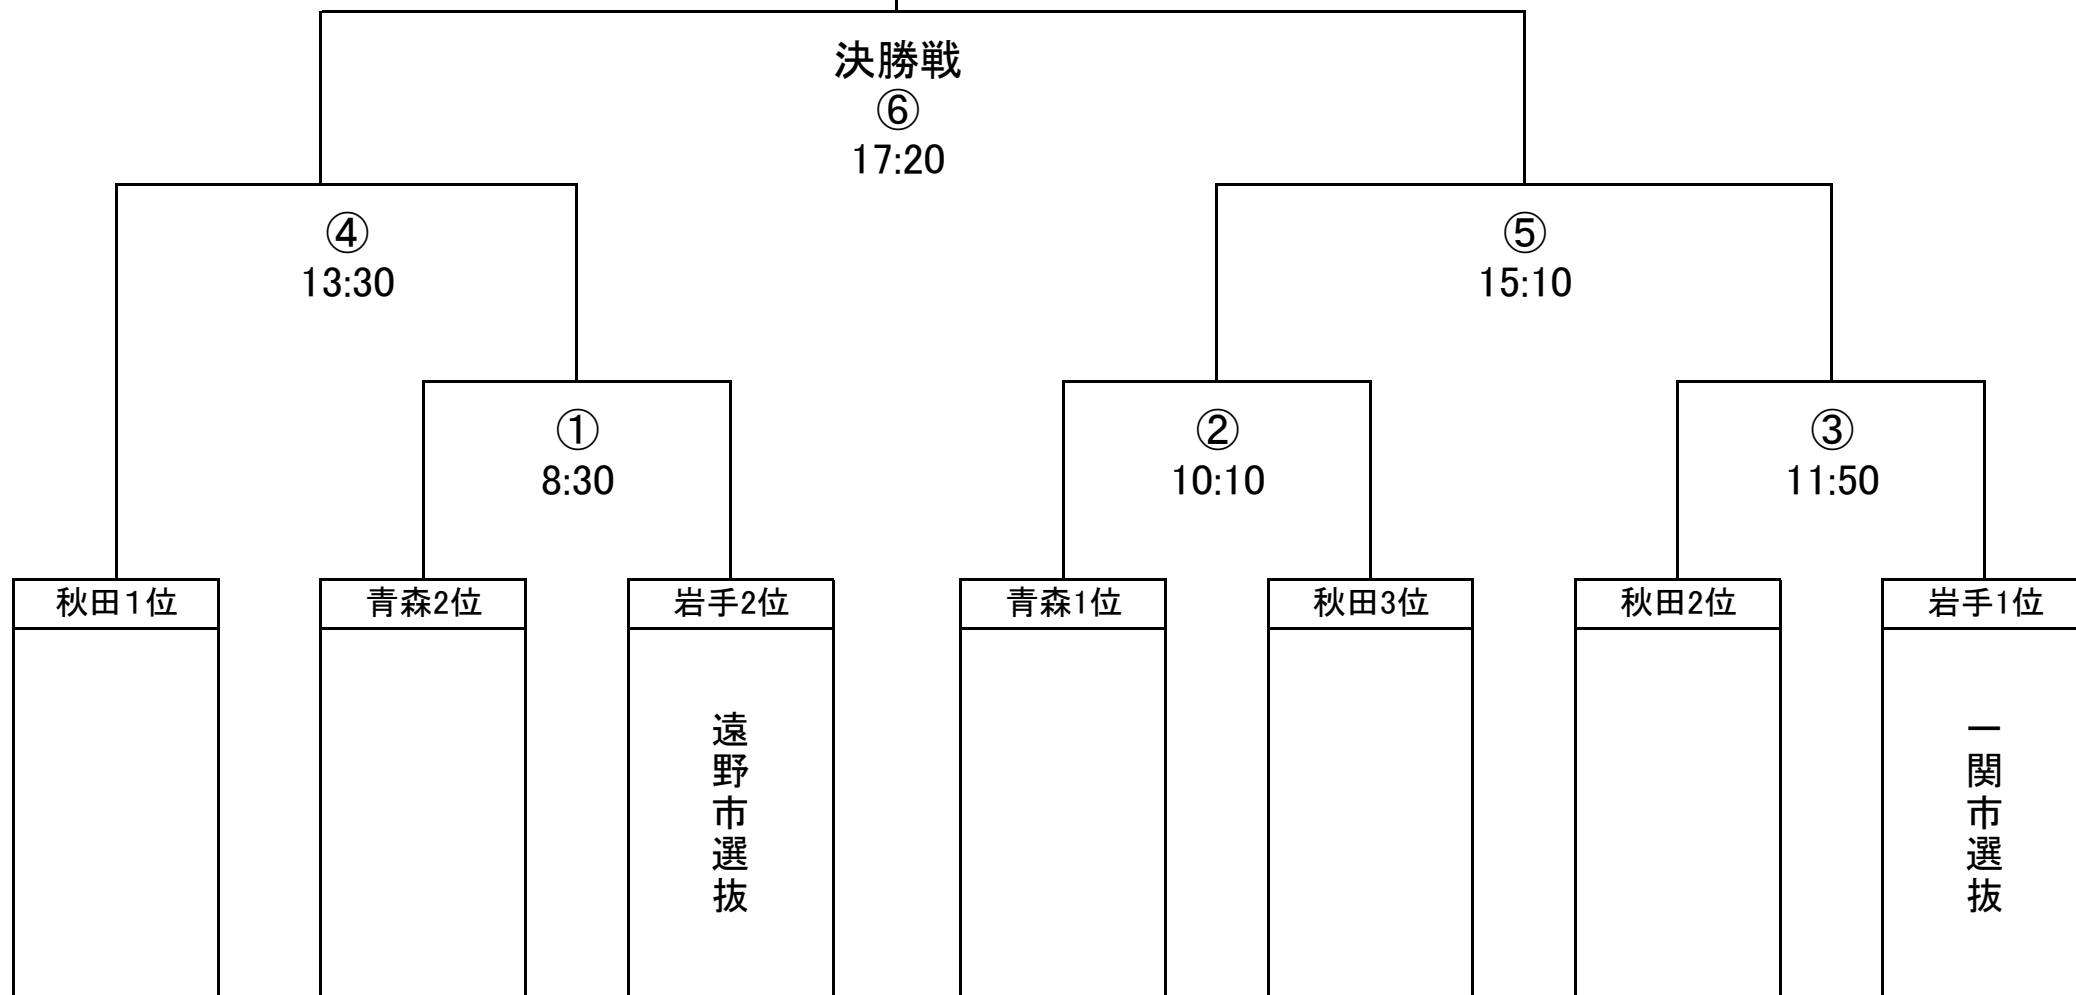 決勝戦
⑥
17:20
④
13:30
⑤
15:10
①
8:30
②
10:10
③
11:50
秋田１位
青森2位
岩手2位
青森1位
秋田3位
秋田2位
岩手1位
遠野市選抜
一関市選抜